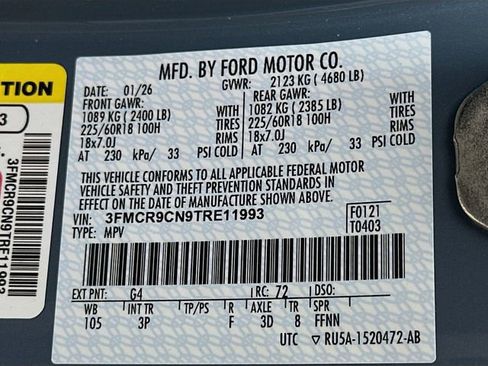 TION
3
3FMCR9CN9TRE11993
MFD. BY FORD MOTOR CO.
DATE: 01/26 GVWR: 2123 KG ( 4680 LB)
FRONT GAWR: REAR GAWR:
1089 KG ( 2400 LB) WITH 1082 KG ( 2385 LB) WITH
225/60R18 100H TIRES 225/60R18 100H TIRES
18x7.0J RIMS 18x7.0J RIMS
AT 230 kPa/ 33 PSI COLD AT 230 kPa/ 33 PSI COLD
THIS VEHICLE CONFORMS TO ALL APPLICABLE FEDERAL MOTOR
VEHICLE SAFETY AND THEFT PREVENTION STANDARDS IN EFFECT
ON THE DATE OF MANUFACTURE SHOWN ABOVE.
VIN: 3FMCR9CN9TRE11993 F0121
TYPE: MPV T0403
EXT PNT: G4 RC: 72 DSO:
WB INT TR TP/PS R AXLE TR SPR
105 3P F 3D 8 FFNN
UTC RU5A-1520472-AB